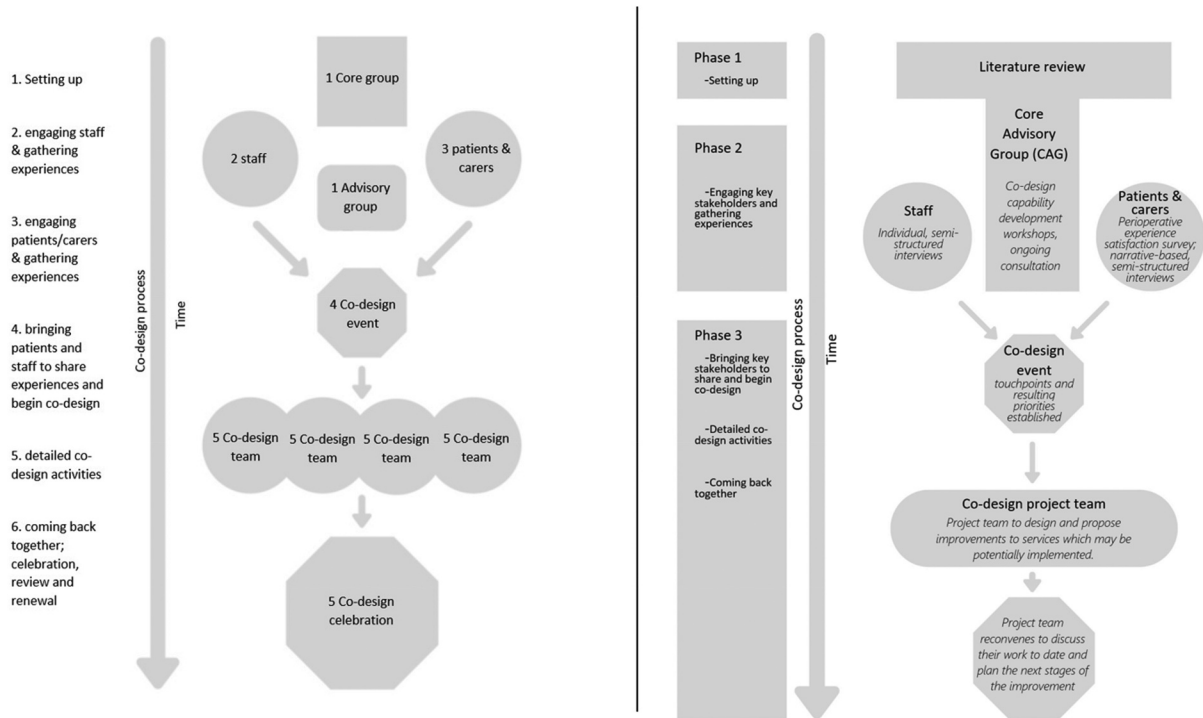 1. Setting up
2. engaging staff
& gathering
experiences
3. engaging
patients/carers
& gathering
experiences
4. bringing
patients and
staff to share
experiences and
begin co-design
5. detailed co-
design activities
6. coming back
together;
celebration,
review and
renewal
Co-design process
Time
1 Core group
2 staff
3 patients &
carers
1 Advisory
group
4 Co-design
event
5 Co-design
team
5 Co-design
team
5 Co-design
team
5 Co-design
team
5 Co-design
celebration
Phase 1
-Setting up
Phase 2
-Engaging key
stakeholders and
gathering
experiences
Phase 3
-Bringing key
stakeholders to
share and begin
co-design
-Detailed co-
design activities
-Coming back
together
Co-design process
Time
Literature review
Core
Advisory
Group (CAG)
Co-design
capability
development
workshops,
ongoing
consultation
Staff
Individual, semi-
structured
interviews
Patients &
carers
Perioperative
experience
satisfaction survey;
narrative-based,
semi-structured
interviews
Co-design
event
touchpoints and
resulting
priorities
established
Co-design project team
Project team to design and propose
improvements to services which may be
potentially implemented.
Project team
reconvenes to discuss
their work to date and
plan the next stages of
the improvement